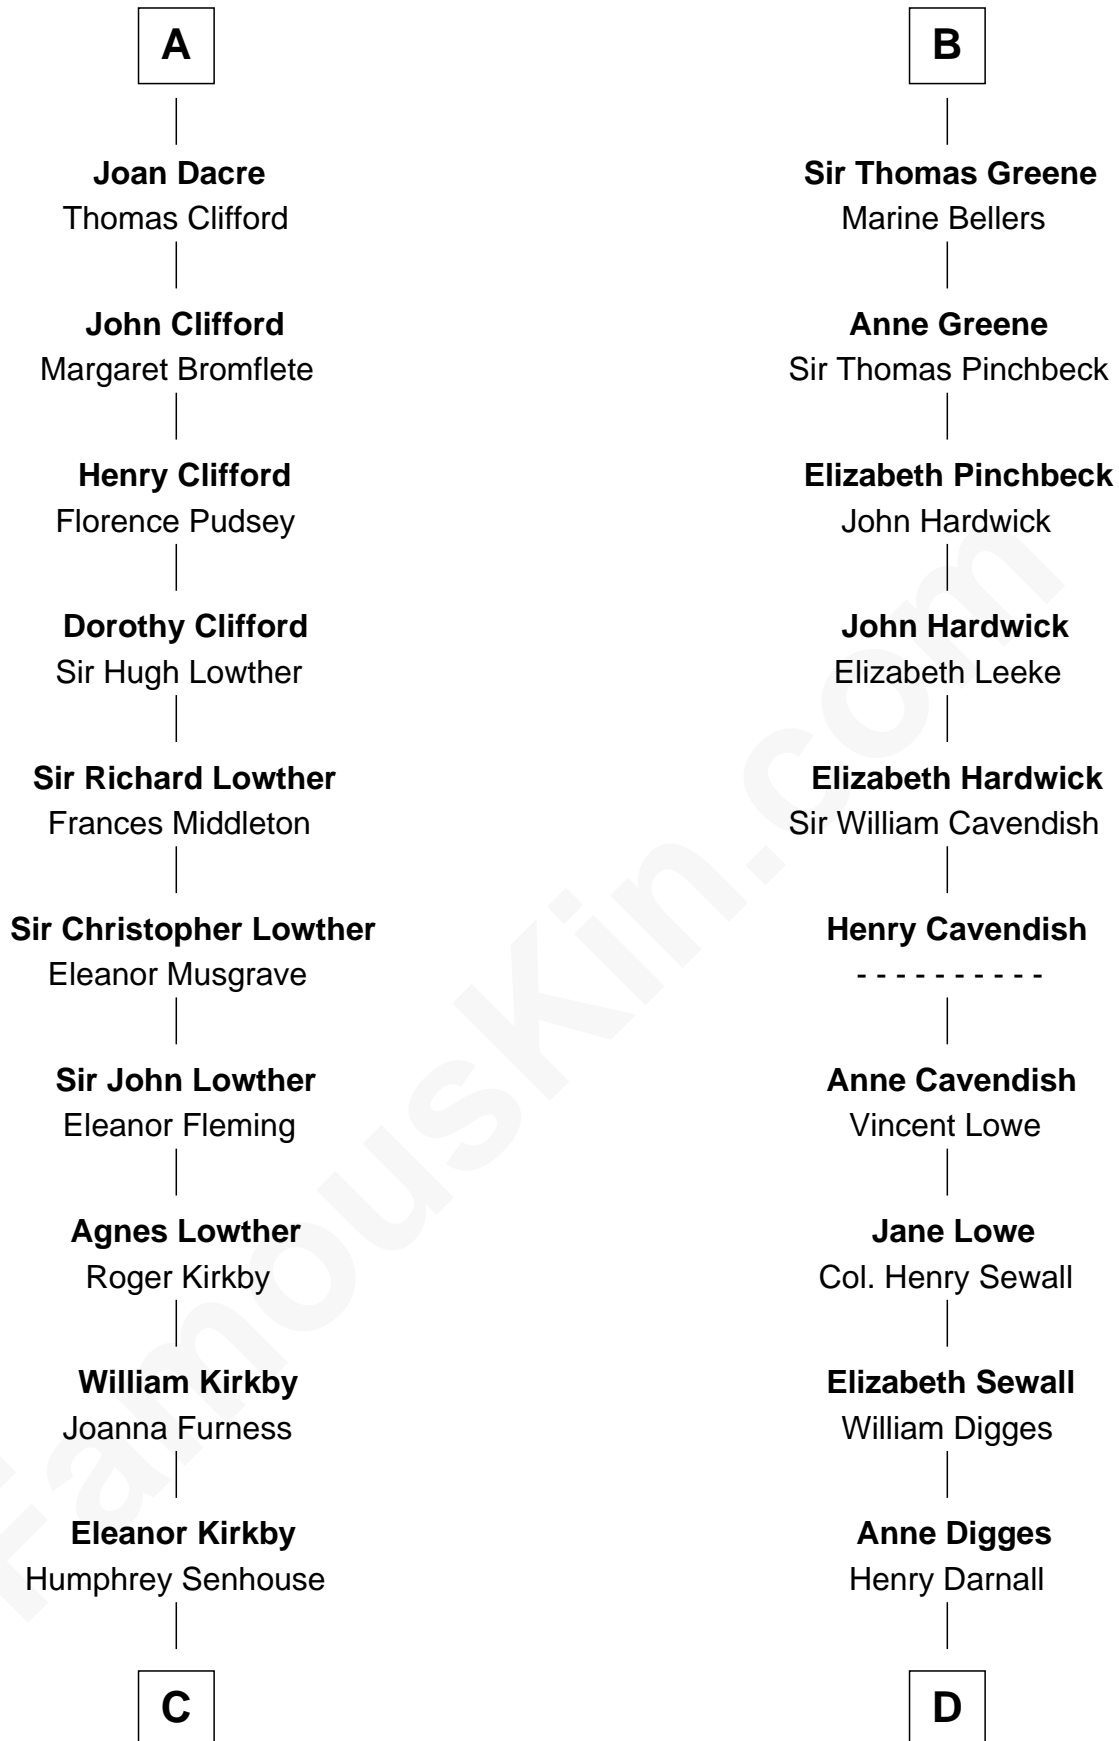 A
Joan Dacre
Thomas Clifford
John Clifford
Margaret Bromflete
Henry Clifford
Florence Pudsey
Dorothy Clifford
Sir Hugh Lowther
Sir Richard Lowther
Frances Middleton
Sir Christopher Lowther
Eleanor Musgrave
Sir John Lowther
Eleanor Fleming
Agnes Lowther
Roger Kirkby
William Kirkby
Joanna Furness
Eleanor Kirkby
Humphrey Senhouse
C
B
Sir Thomas Greene
Marine Bellers
Anne Greene
Sir Thomas Pinchbeck
Elizabeth Pinchbeck
John Hardwick
John Hardwick
Elizabeth Leeke
Elizabeth Hardwick
Sir William Cavendish
Henry Cavendish
- - - - - - - - - -
Anne Cavendish
Vincent Lowe
Jane Lowe
Col. Henry Sewall
Elizabeth Sewall
William Digges
Anne Digges
Henry Darnall
D
FamousKin.com